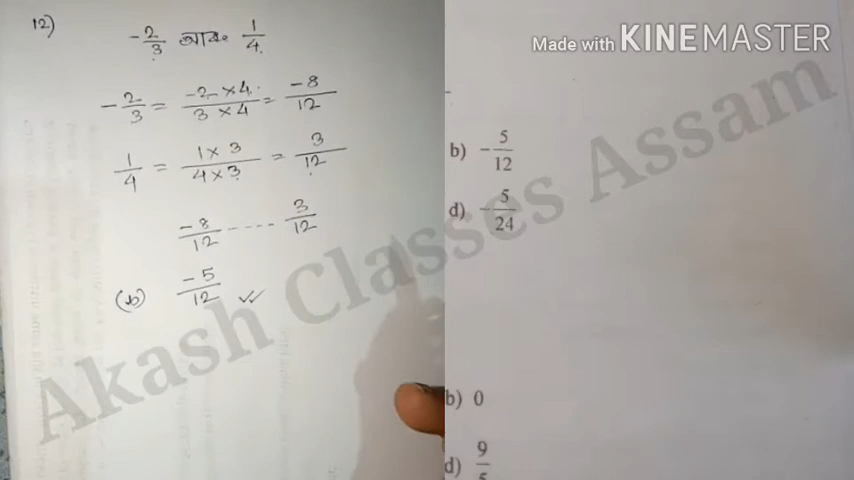 12)
-2/3 আৰু 1/4
-2/3 = -2 × 4/3 × 4 = -8/12
1/4 = 1 × 3/4 × 3 = 3/12
-8/12 ---- 3/12
(b) -5/12
Made with KINEMASTER
b) -5/12
d) -5/24
b) 0
d) 9/5
Akash Classes Assam